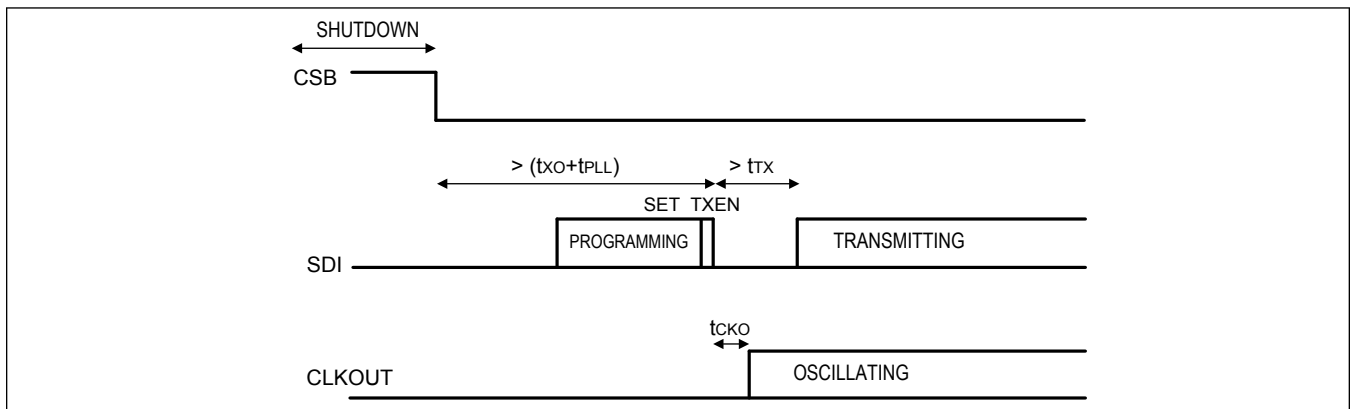 SHUTDOWN
CSB
> (tXO+tPLL)
> tTX
SET TXEN
PROGRAMMING
TRANSMITTING
SDI
tCKO
OSCILLATING
CLKOUT